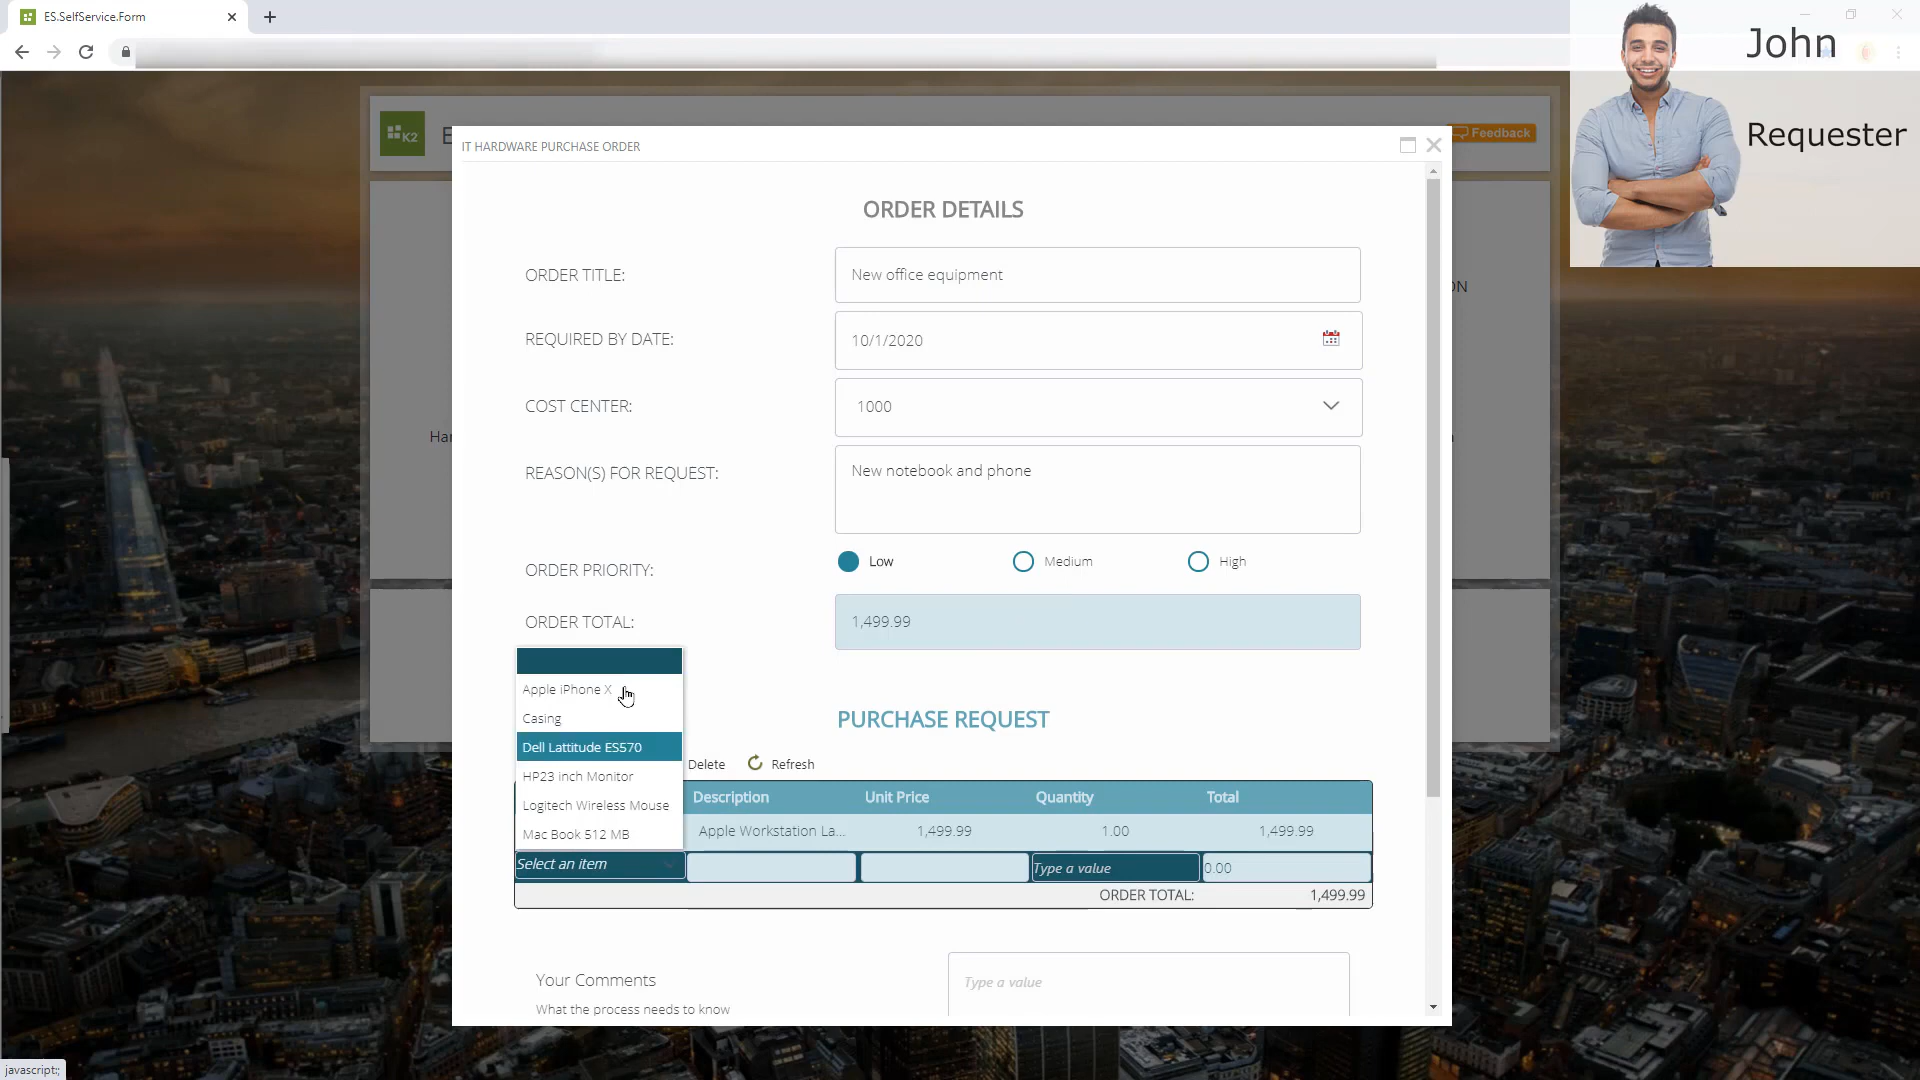 ES.SelfService.Form
John
Requester
K2
E
Feedback
IT HARDWARE PURCHASE ORDER
ORDER DETAILS
ORDER TITLE:
New office equipment
ON
REQUIRED BY DATE:
10/1/2020
COST CENTER:
1000
Har
REASON(S) FOR REQUEST:
New notebook and phone
ORDER PRIORITY:
Low
Medium
High
ORDER TOTAL:
1,499.99
Apple iPhone X
Casing
Dell Lattitude ES570
HP23 inch Monitor
Logitech Wireless Mouse
Mac Book 512 MB
PURCHASE REQUEST
Delete Refresh
Description Unit Price Quantity Total
Apple Workstation La... 1,499.99 1.00 1,499.99
Select an item Type a value 0.00
ORDER TOTAL: 1,499.99
Your Comments
Type a value
What the process needs to know
javascript:;